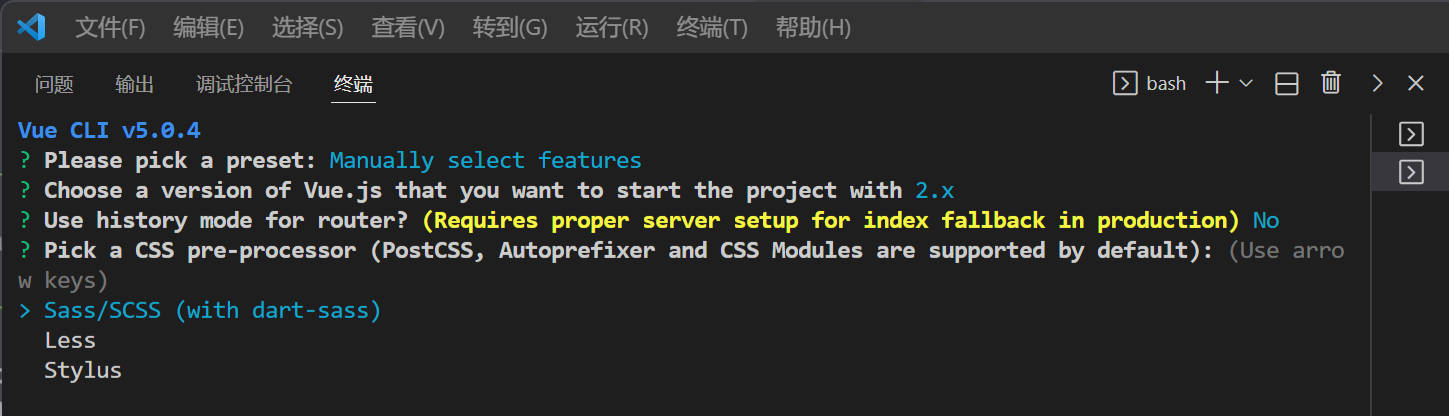 文件(F) 编辑(E) 选择(S) 查看(V) 转到(G) 运行(R) 终端(T) 帮助(H)
问题 输出 调试控制台 终端 bash
Vue CLI v5.0.4
? Please pick a preset: Manually select features
? Choose a version of Vue.js that you want to start the project with 2.x
? Use history mode for router? (Requires proper server setup for index fallback in production) No
? Pick a CSS pre-processor (PostCSS, Autoprefixer and CSS Modules are supported by default): (Use arro
w keys)
> Sass/SCSS (with dart-sass)
Less
Stylus